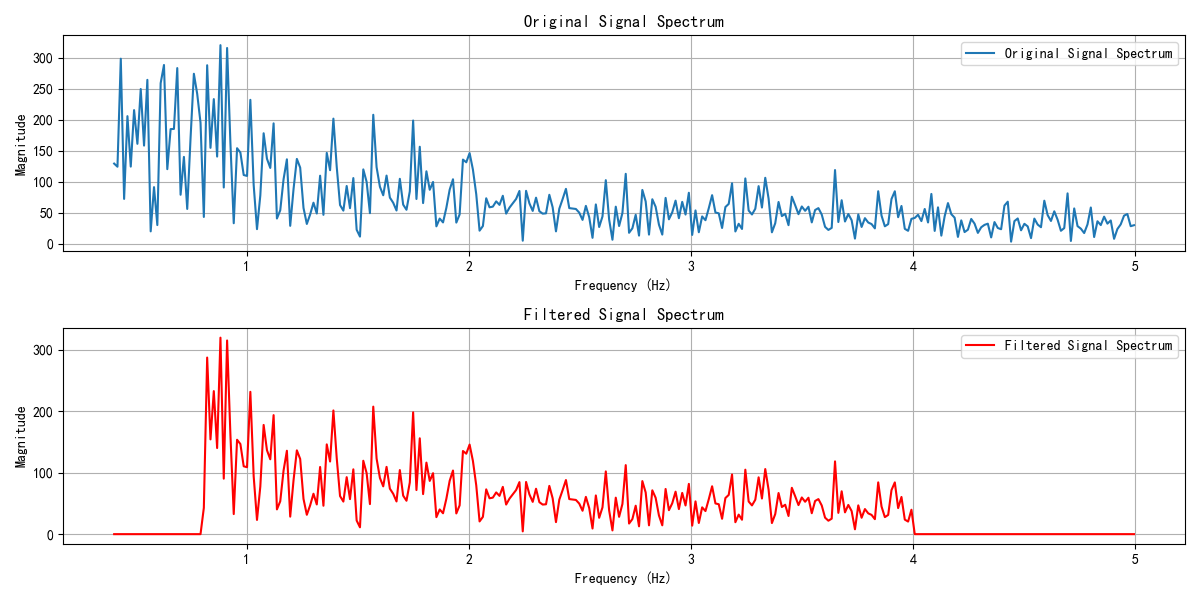 Original Signal Spectrum
300
250
200
150
100
50
0
Magnitude
Original Signal Spectrum
1 2 3 4 5
Frequency (Hz)
Filtered Signal Spectrum
300
200
100
0
Magnitude
Filtered Signal Spectrum
1 2 3 4 5
Frequency (Hz)